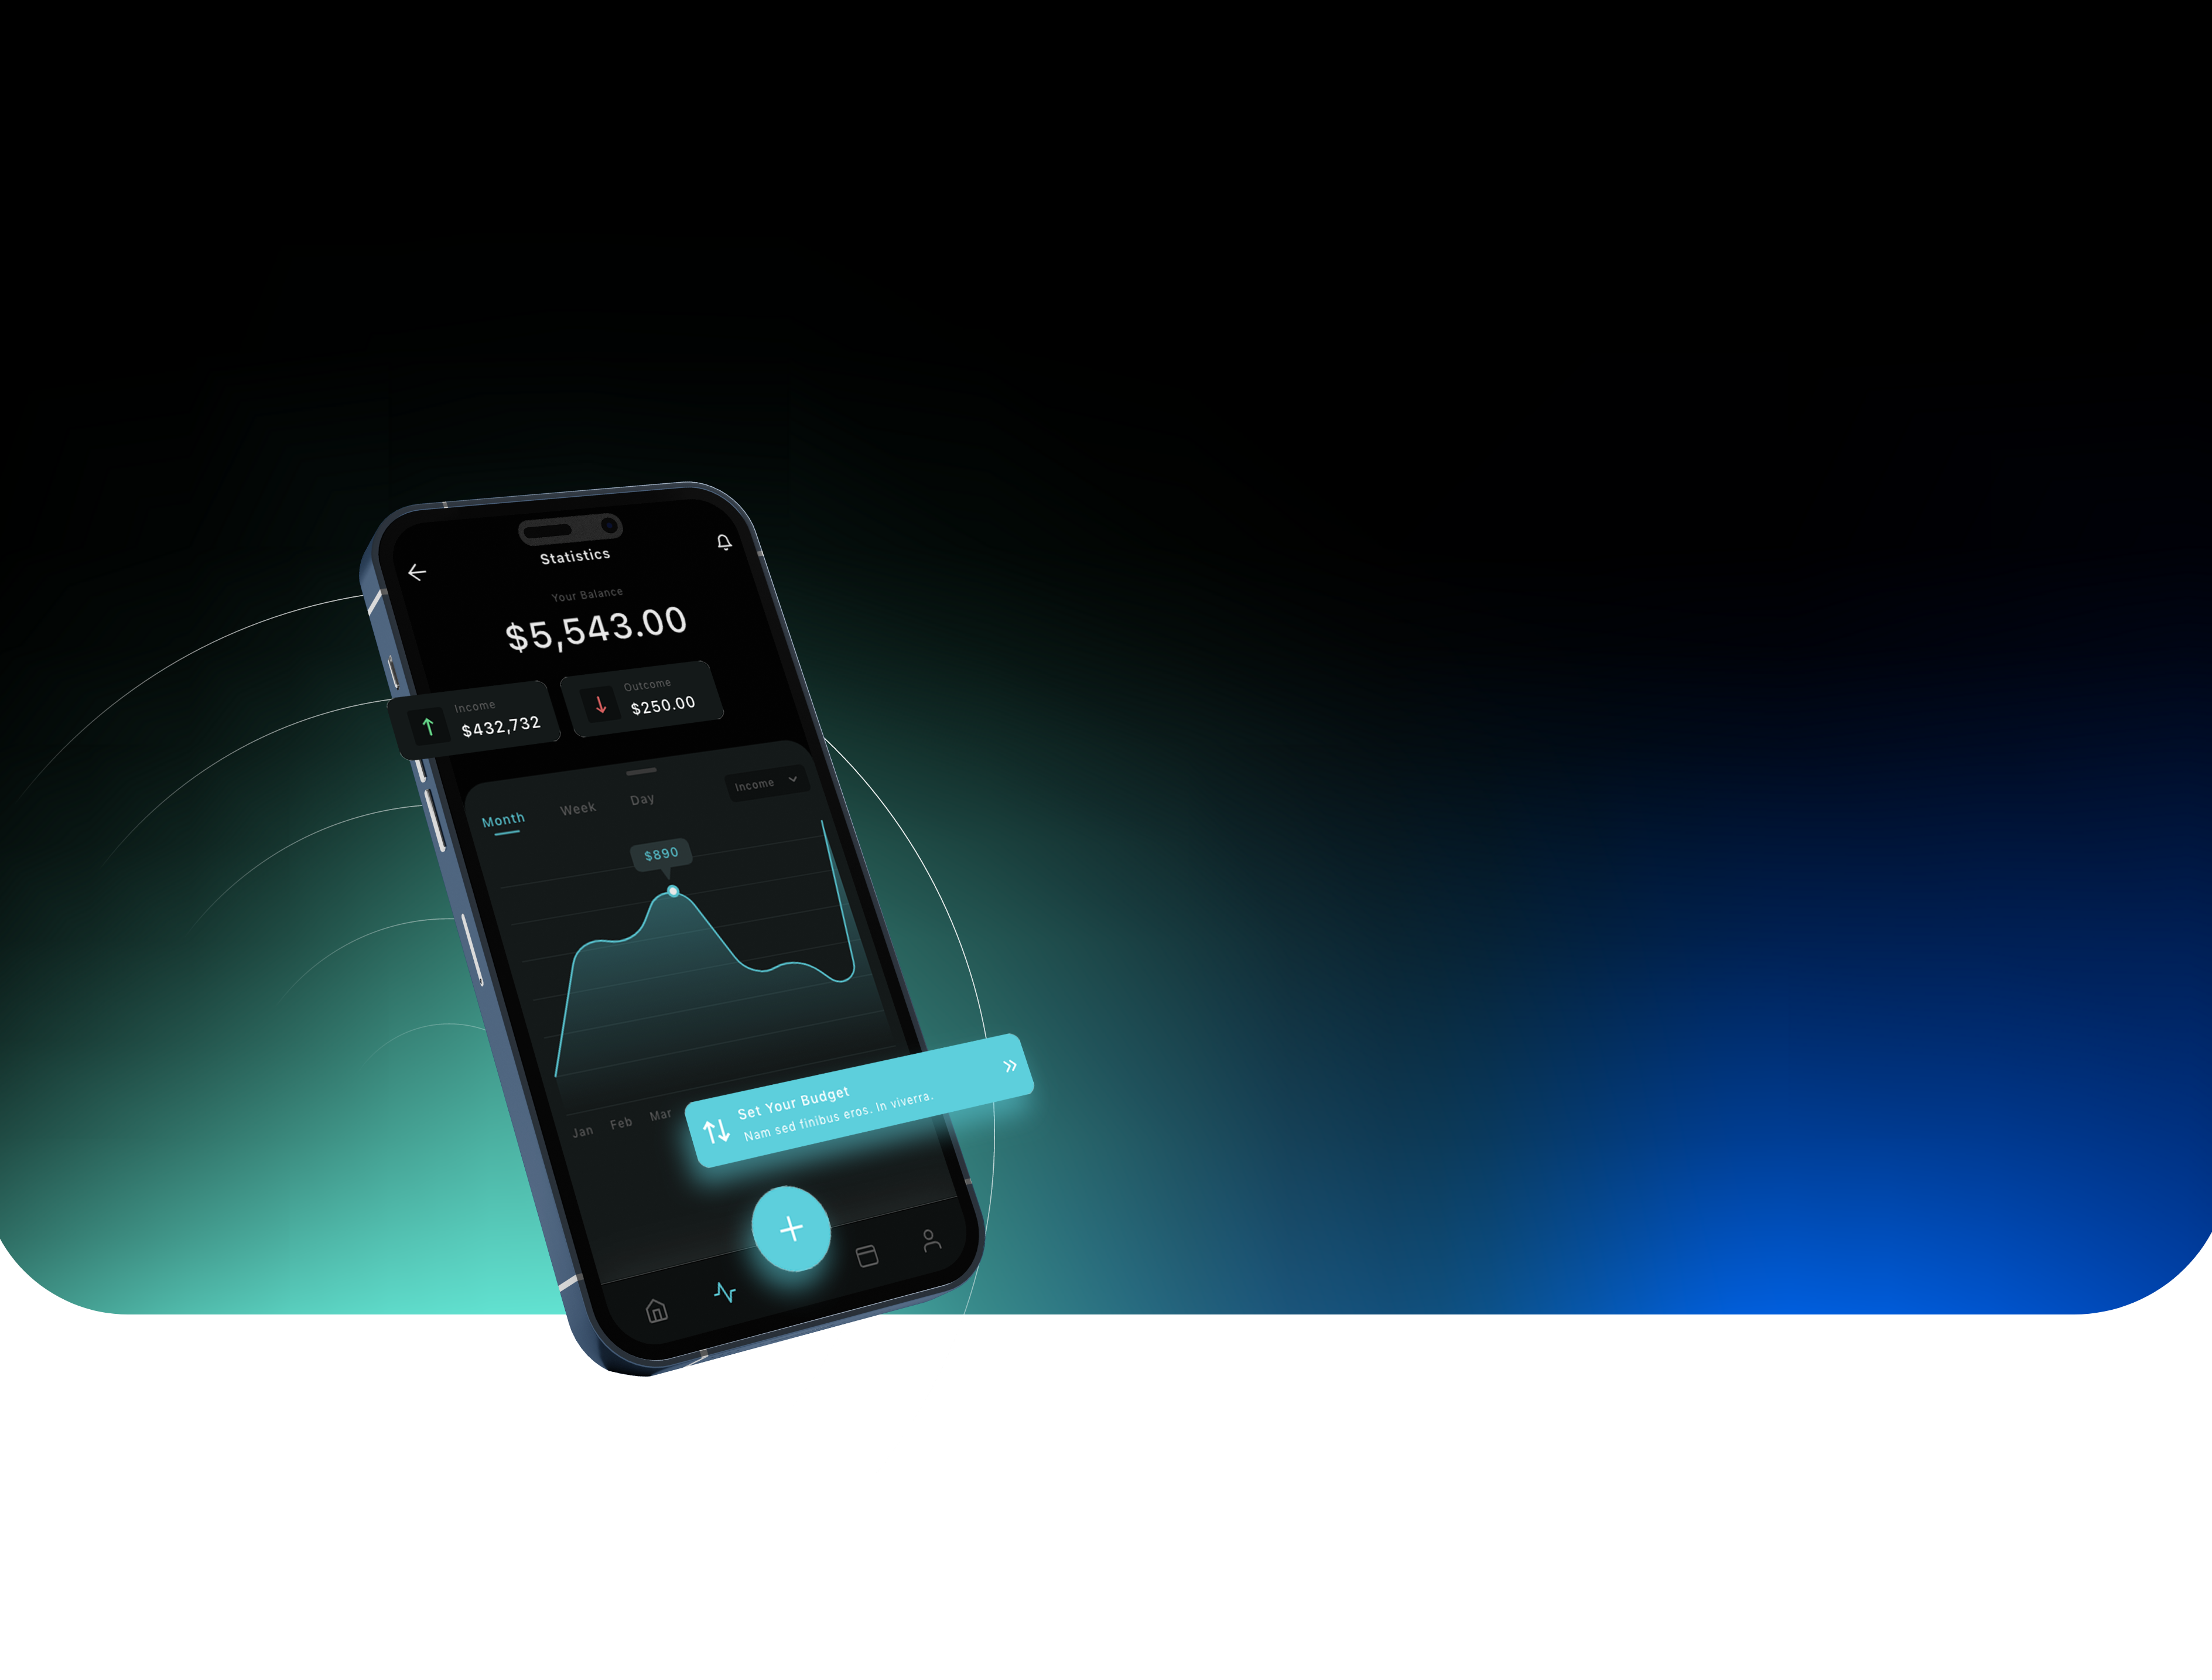 Statistics
Your Balance
$5,543.00
Income
$432,732
Outcome
$250.00
Month Week Day Income
$890
Jan Feb Mar
Set Your Budget
Nam sed finibus eros. In viverra.